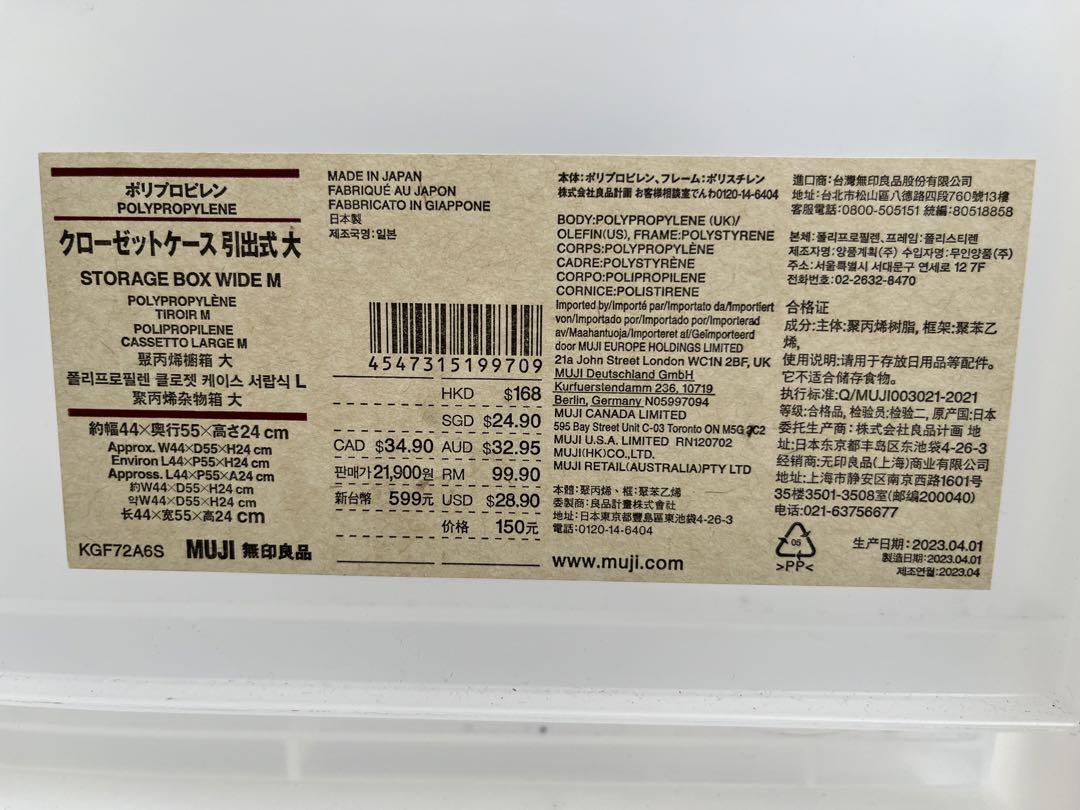 ポリプロピレン
POLYPROPYLENE
クローゼットケース 引出式 大
STORAGE BOX WIDE M
POLYPROPYLÈNE
TIROIR M
POLIPROPILENE
CASSETTO LARGE M
聚丙烯櫥箱 大
폴리프로필렌 클로젯 케이스 서랍식 L
聚丙烯杂物箱 大
約幅44×奥行55×高さ24 cm
Approx. W44×D55×H24 cm
Environ L44×P55×H24 cm
Appross. L44×P55×A24 cm
約W44×D55×H24 cm
약W44×D55×H24 cm
长44×宽55×高24 cm
KGF72A6S MUJI 無印良品
MADE IN JAPAN
FABRIQUÉ AU JAPON
FABBRICATO IN GIAPPONE
日本製
제조국명:일본
4547315199709
HKD $168
SGD $24.90
CAD $34.90 AUD $32.95
판매가 21,900원 RM 99.90
新台幣 599元 USD $28.90
价格 150元
本体:ポリプロピレン、フレーム:ポリスチレン
株式会社良品計画 お客様相談室でんわ0120-14-6404
BODY:POLYPROPYLENE (UK)/
OLEFIN(US), FRAME:POLYSTYRENE
CORPS:POLYPROPYLÈNE
CADRE:POLYSTYRÈNE
CORPO:POLIPROPILENE
CORNICE:POLISTIRENE
Imported by/Importé par/Importato da/Importiert
von/Importado por/Importado por/Importerad
av/Maahantuoja/Importeret af/Geïmporteerd
door MUJI EUROPE HOLDINGS LIMITED
21a John Street London WC1N 2BF, UK
MUJI Deutschland GmbH
Kurfuerstendamm 236, 10719
Berlin, Germany N05997094
MUJI CANADA LIMITED
595 Bay Street Unit C-03 Toronto ON M5G 2C2
MUJI U.S.A. LIMITED RN120702
MUJI(HK)CO.,LTD.
MUJI RETAIL(AUSTRALIA)PTY LTD
本體:聚丙烯、框:聚苯乙烯
委製商:良品計畫株式會社
地址:日本東京都豐島區東池袋4-26-3
電話:0120-14-6404
www.muji.com
進口商:台灣無印良品股份有限公司
地址:台北市松山區八德路四段760號13樓
客服電話:0800-505151 統編:80518858
본체:폴리프로필렌, 프레임:폴리스티렌
제조자명:양품계획(주) 수입자명:무인양품(주)
주소:서울특별시 서대문구 연세로 12 7F
전화번호:02-2632-8470
合格证
成分:主体:聚丙烯树脂, 框架:聚苯乙
烯,
使用说明:请用于存放日用品等配件。
它不适合储存食物。
执行标准:Q/MUJI003021-2021
等级:合格品, 检验员:检验二, 原产国:日本
委托生产商:株式会社良品计画 地
址:日本东京都丰岛区东池袋4-26-3
经销商:无印良品(上海)商业有限公司
地址:上海市静安区南京西路1601号
35楼3501-3508室(邮编200040)
电话:021-63756677
05
>PP<
生产日期:2023.04.01
製造日期:2023.04.01
제조연월:2023.04